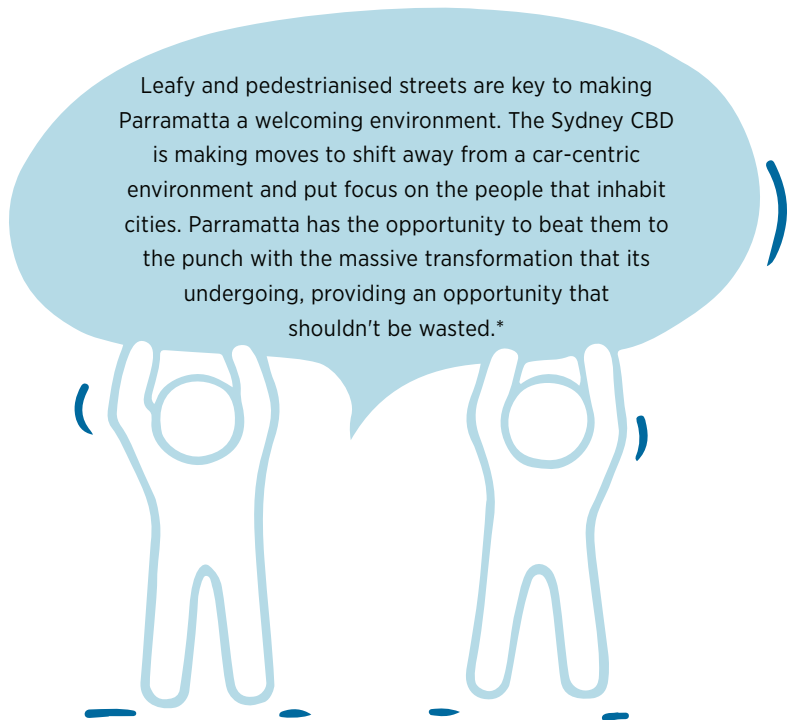 Leafy and pedestrianised streets are key to making
Parramatta a welcoming environment. The Sydney CBD
is making moves to shift away from a car-centric
environment and put focus on the people that inhabit
cities. Parramatta has the opportunity to beat them to
the punch with the massive transformation that its
undergoing, providing an opportunity that
shouldn't be wasted.*